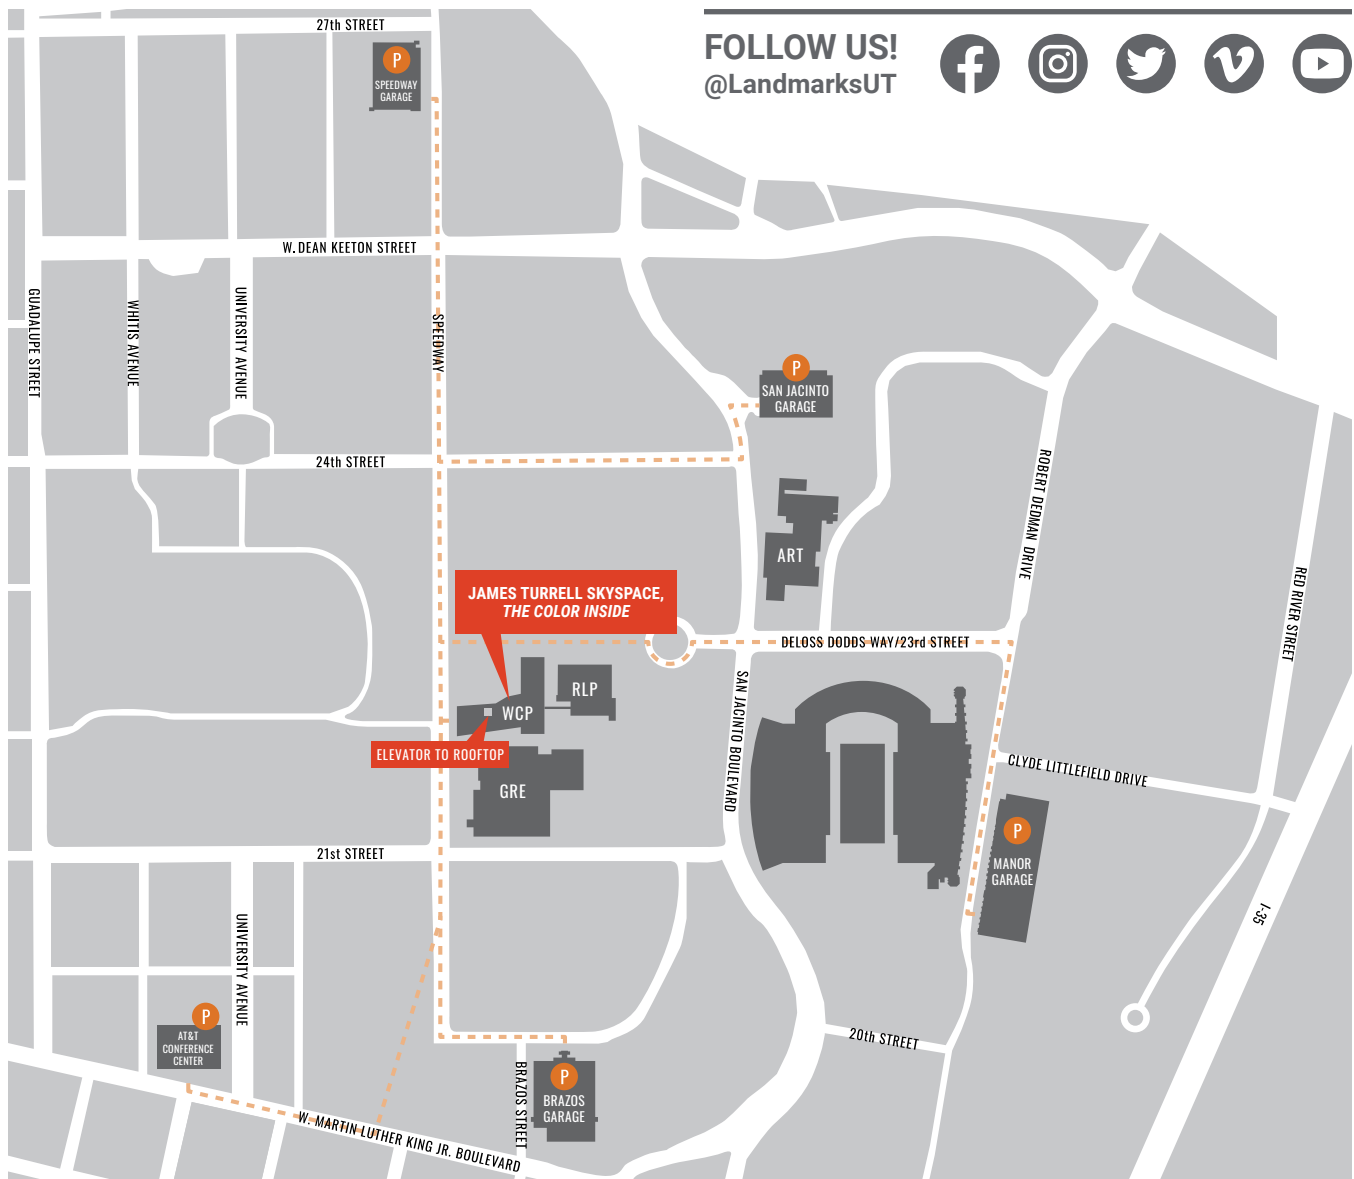 FOLLOW US!
@LandmarksUT
27th STREET
P
SPEEDWAY
GARAGE
W. DEAN KEETON STREET
GUADALUPE STREET
WHITIS AVENUE
UNIVERSITY AVENUE
SPEEDWAY
P
SAN JACINTO
GARAGE
24th STREET
ROBERT DEDMAN DRIVE
ART
RED RIVER STREET
JAMES TURRELL SKYSPACE,
THE COLOR INSIDE
DELOSS DODDS WAY/23rd STREET
RLP
WCP
SAN JACINTO BOULEVARD
ELEVATOR TO ROOFTOP
GRE
CLYDE LITTLEFIELD DRIVE
P
MANOR
GARAGE
21st STREET
I-35
UNIVERSITY AVENUE
P
AT&T
CONFERENCE
CENTER
20th STREET
BRAZOS STREET
P
BRAZOS
GARAGE
W. MARTIN LUTHER KING JR. BOULEVARD